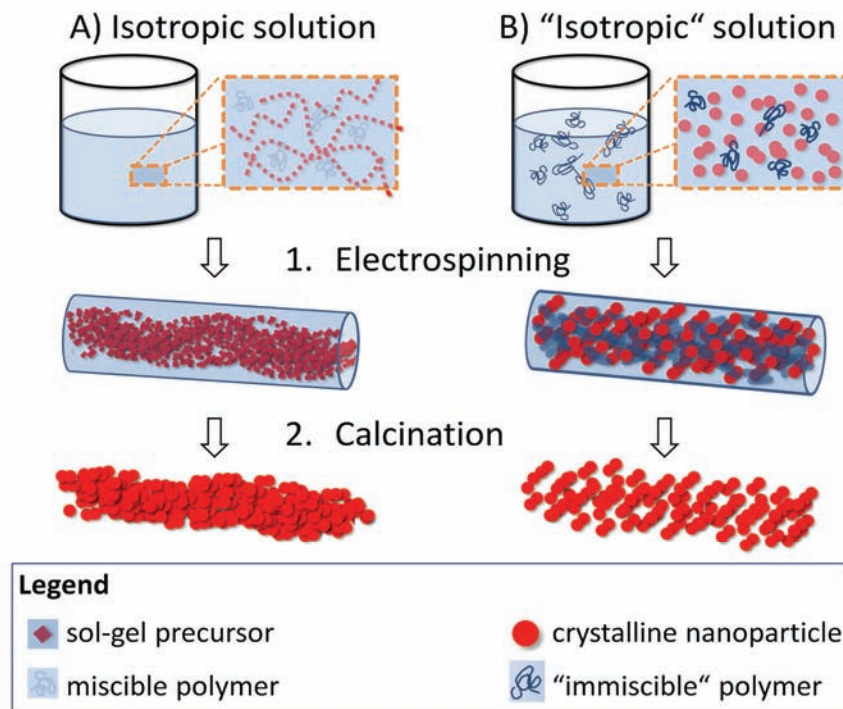 A) Isotropic solution
B) “Isotropic“ solution
1. Electrospinning
2. Calcination
Legend
sol-gel precursor
crystalline nanoparticle
miscible polymer
“immiscible“ polymer